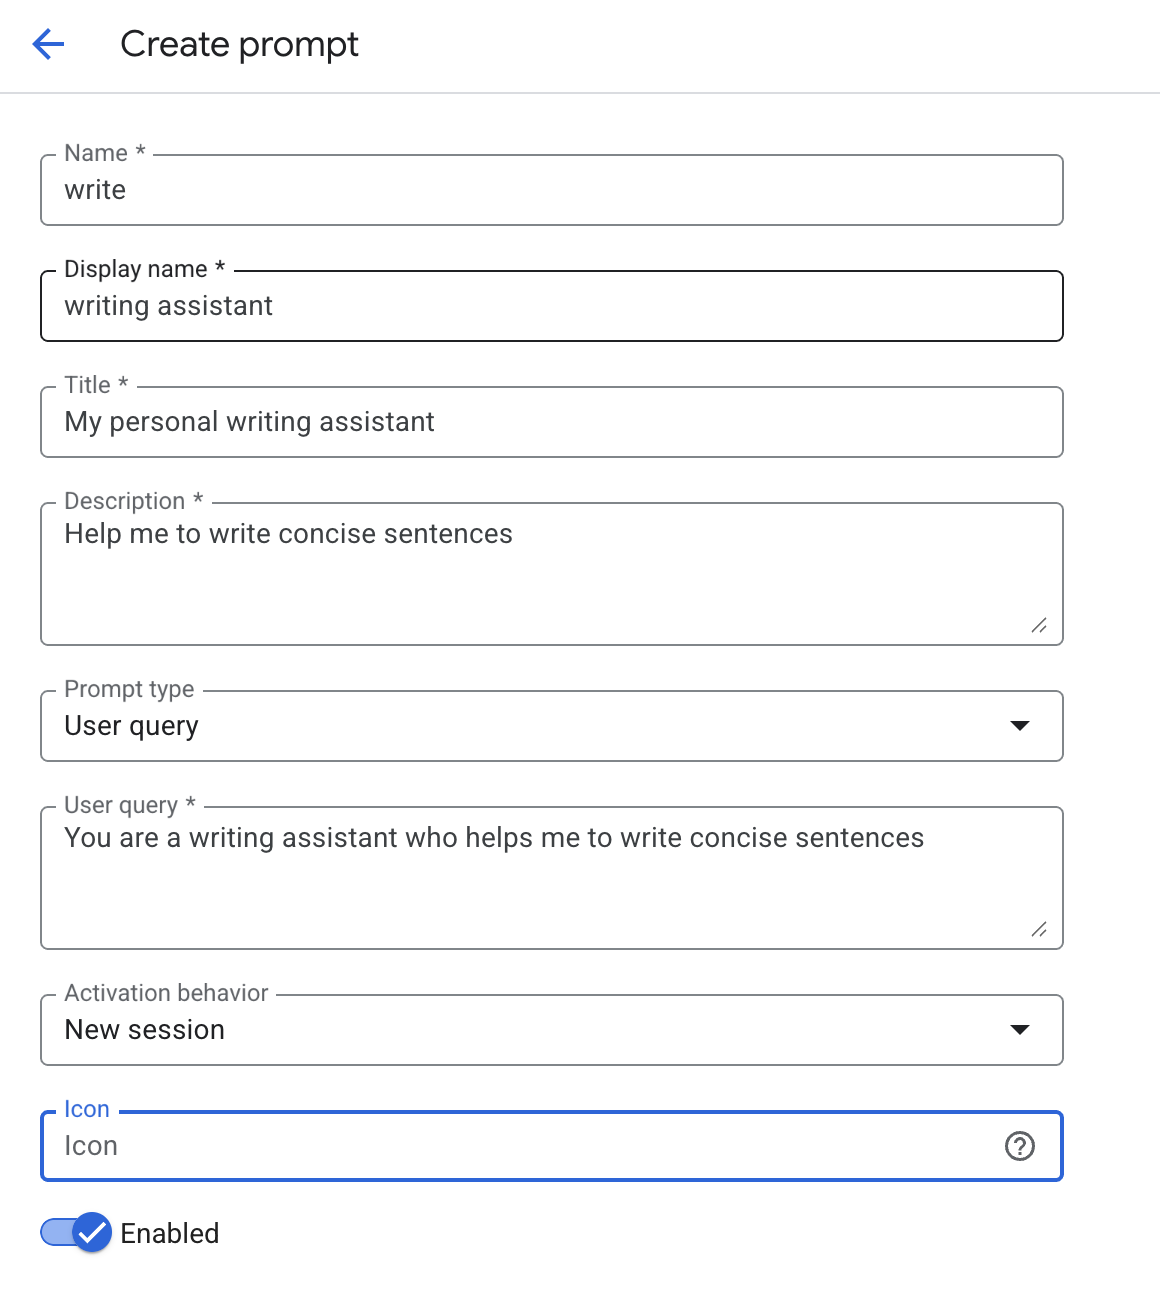 Create prompt
Name *
write
Display name *
writing assistant
Title *
My personal writing assistant
Description *
Help me to write concise sentences
Prompt type
User query
User query *
You are a writing assistant who helps me to write concise sentences
Activation behavior
New session
Icon
Icon
Enabled